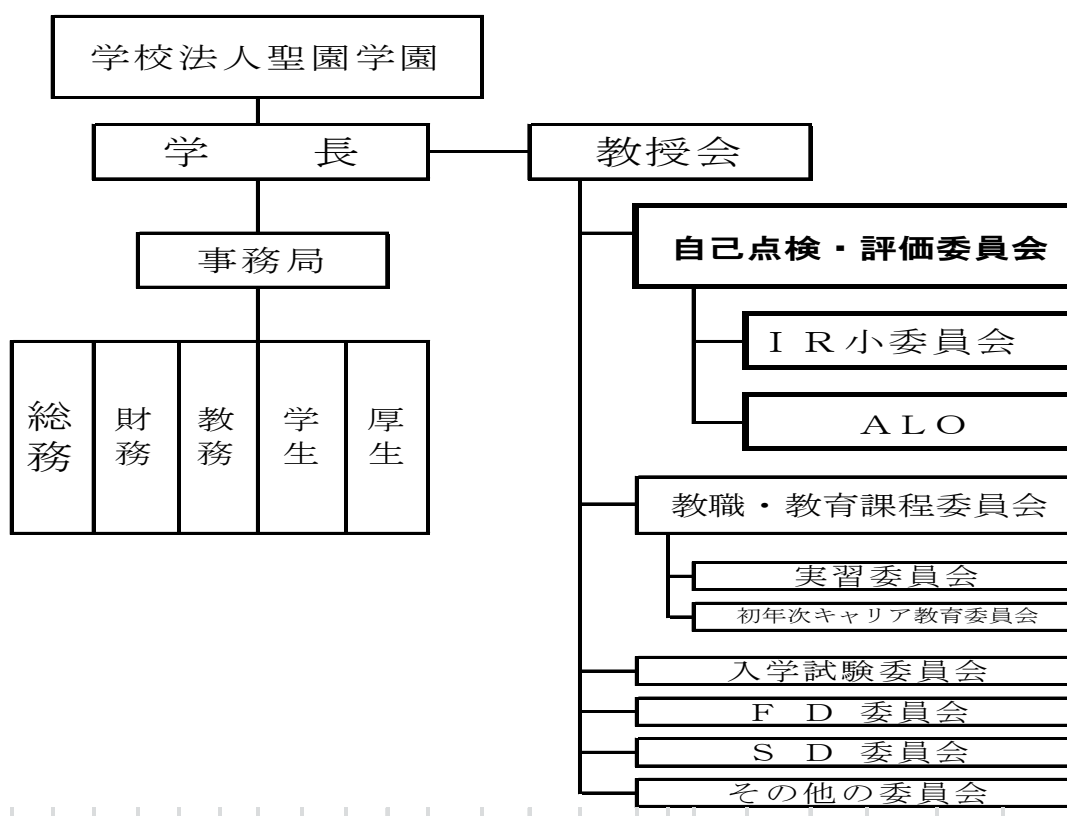 学校法人聖園学園
学　　長
教授会
事務局
総務
財務
教務
学生
厚生
自己点検・評価委員会
ＩＲ小委員会
ＡＬＯ
教職・教育課程委員会
実習委員会
初年次キャリア教育委員会
入学試験委員会
ＦＤ 委員会
ＳＤ 委員会
その他の委員会